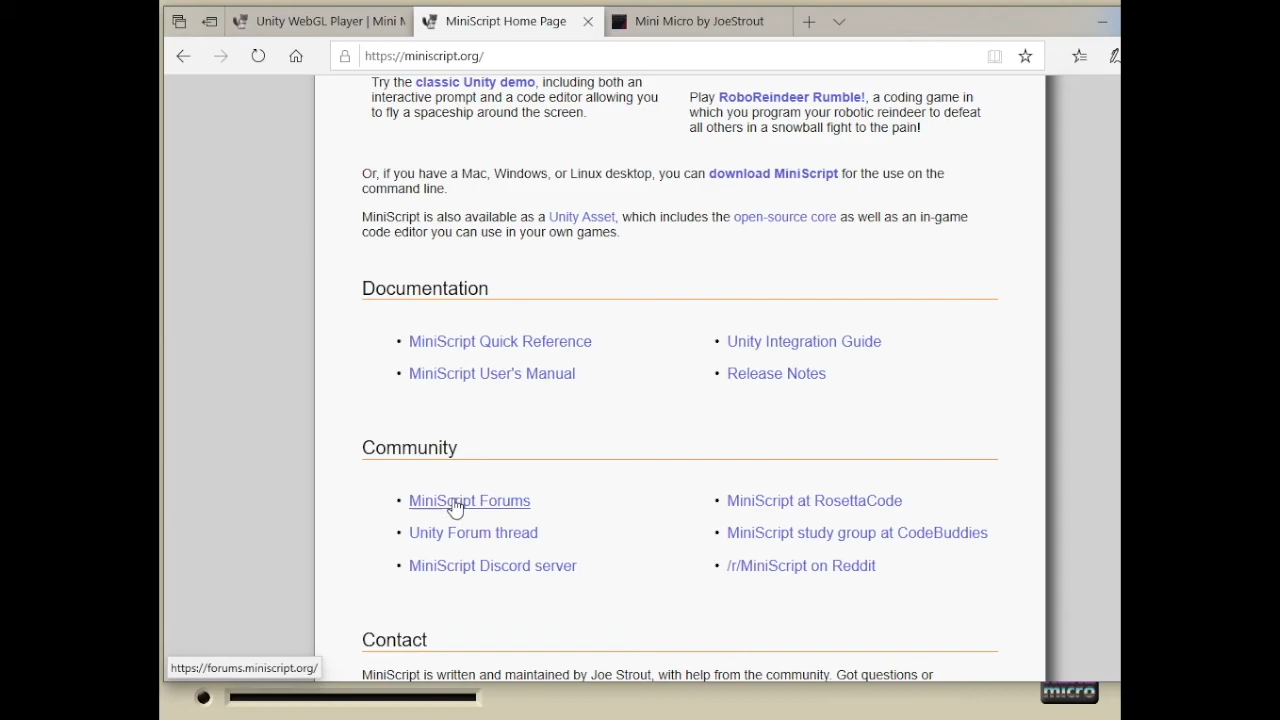 Unity WebGL Player | Mini M
MiniScript Home Page
Mini Micro by JoeStrout
https://miniscript.org/
Try the classic Unity demo, including both an
interactive prompt and a code editor allowing you
to fly a spaceship around the screen.
Play RoboReindeer Rumble!, a coding game in
which you program your robotic reindeer to defeat
all others in a snowball fight to the pain!
Or, if you have a Mac, Windows, or Linux desktop, you can download MiniScript for the use on the
command line.
MiniScript is also available as a Unity Asset, which includes the open-source core as well as an in-game
code editor you can use in your own games.
Documentation
• MiniScript Quick Reference
• MiniScript User's Manual
• Unity Integration Guide
• Release Notes
Community
• MiniScript Forums
• Unity Forum thread
• MiniScript Discord server
• MiniScript at RosettaCode
• MiniScript study group at CodeBuddies
• /r/MiniScript on Reddit
Contact
MiniScript is written and maintained by Joe Strout, with help from the community. Got questions or
https://forums.miniscript.org/
micro